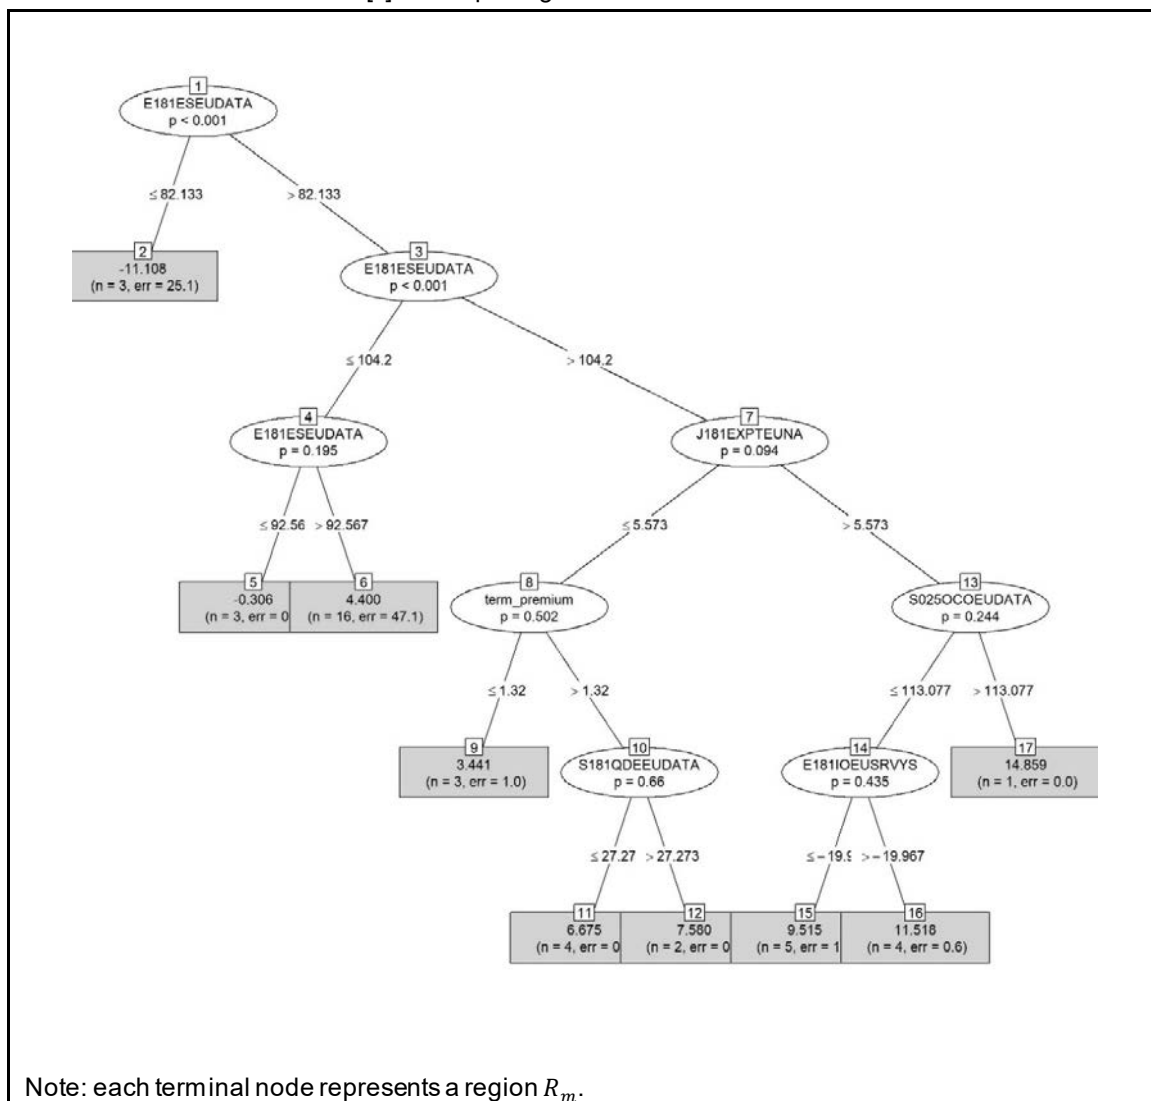 1
E181ESEUDATA
p < 0.001
≤ 82.133
> 82.133
2
-11.108
(n = 3, err = 25.1)
3
E181ESEUDATA
p < 0.001
≤ 104.2
> 104.2
4
E181ESEUDATA
p = 0.195
7
J181EXPTEUNA
p = 0.094
≤ 92.56
> 92.567
≤ 5.573
> 5.573
5
-0.306
(n = 3, err = 0
6
4.400
(n = 16, err = 47.1)
8
term_premium
p = 0.502
13
S025OCOEUDATA
p = 0.244
≤ 1.32
> 1.32
≤ 113.077
> 113.077
9
3.441
(n = 3, err = 1.0)
10
S181QDEEUDATA
p = 0.66
14
E181IOEUSRVYS
p = 0.435
17
14.859
(n = 1, err = 0.0)
≤ 27.27
> 27.273
≤ −19.9
> −19.967
11
6.675
(n = 4, err = 0
12
7.580
(n = 2, err = 0
15
9.515
(n = 5, err = 1
16
11.518
(n = 4, err = 0.6)
Note: each terminal node represents a region R_m.